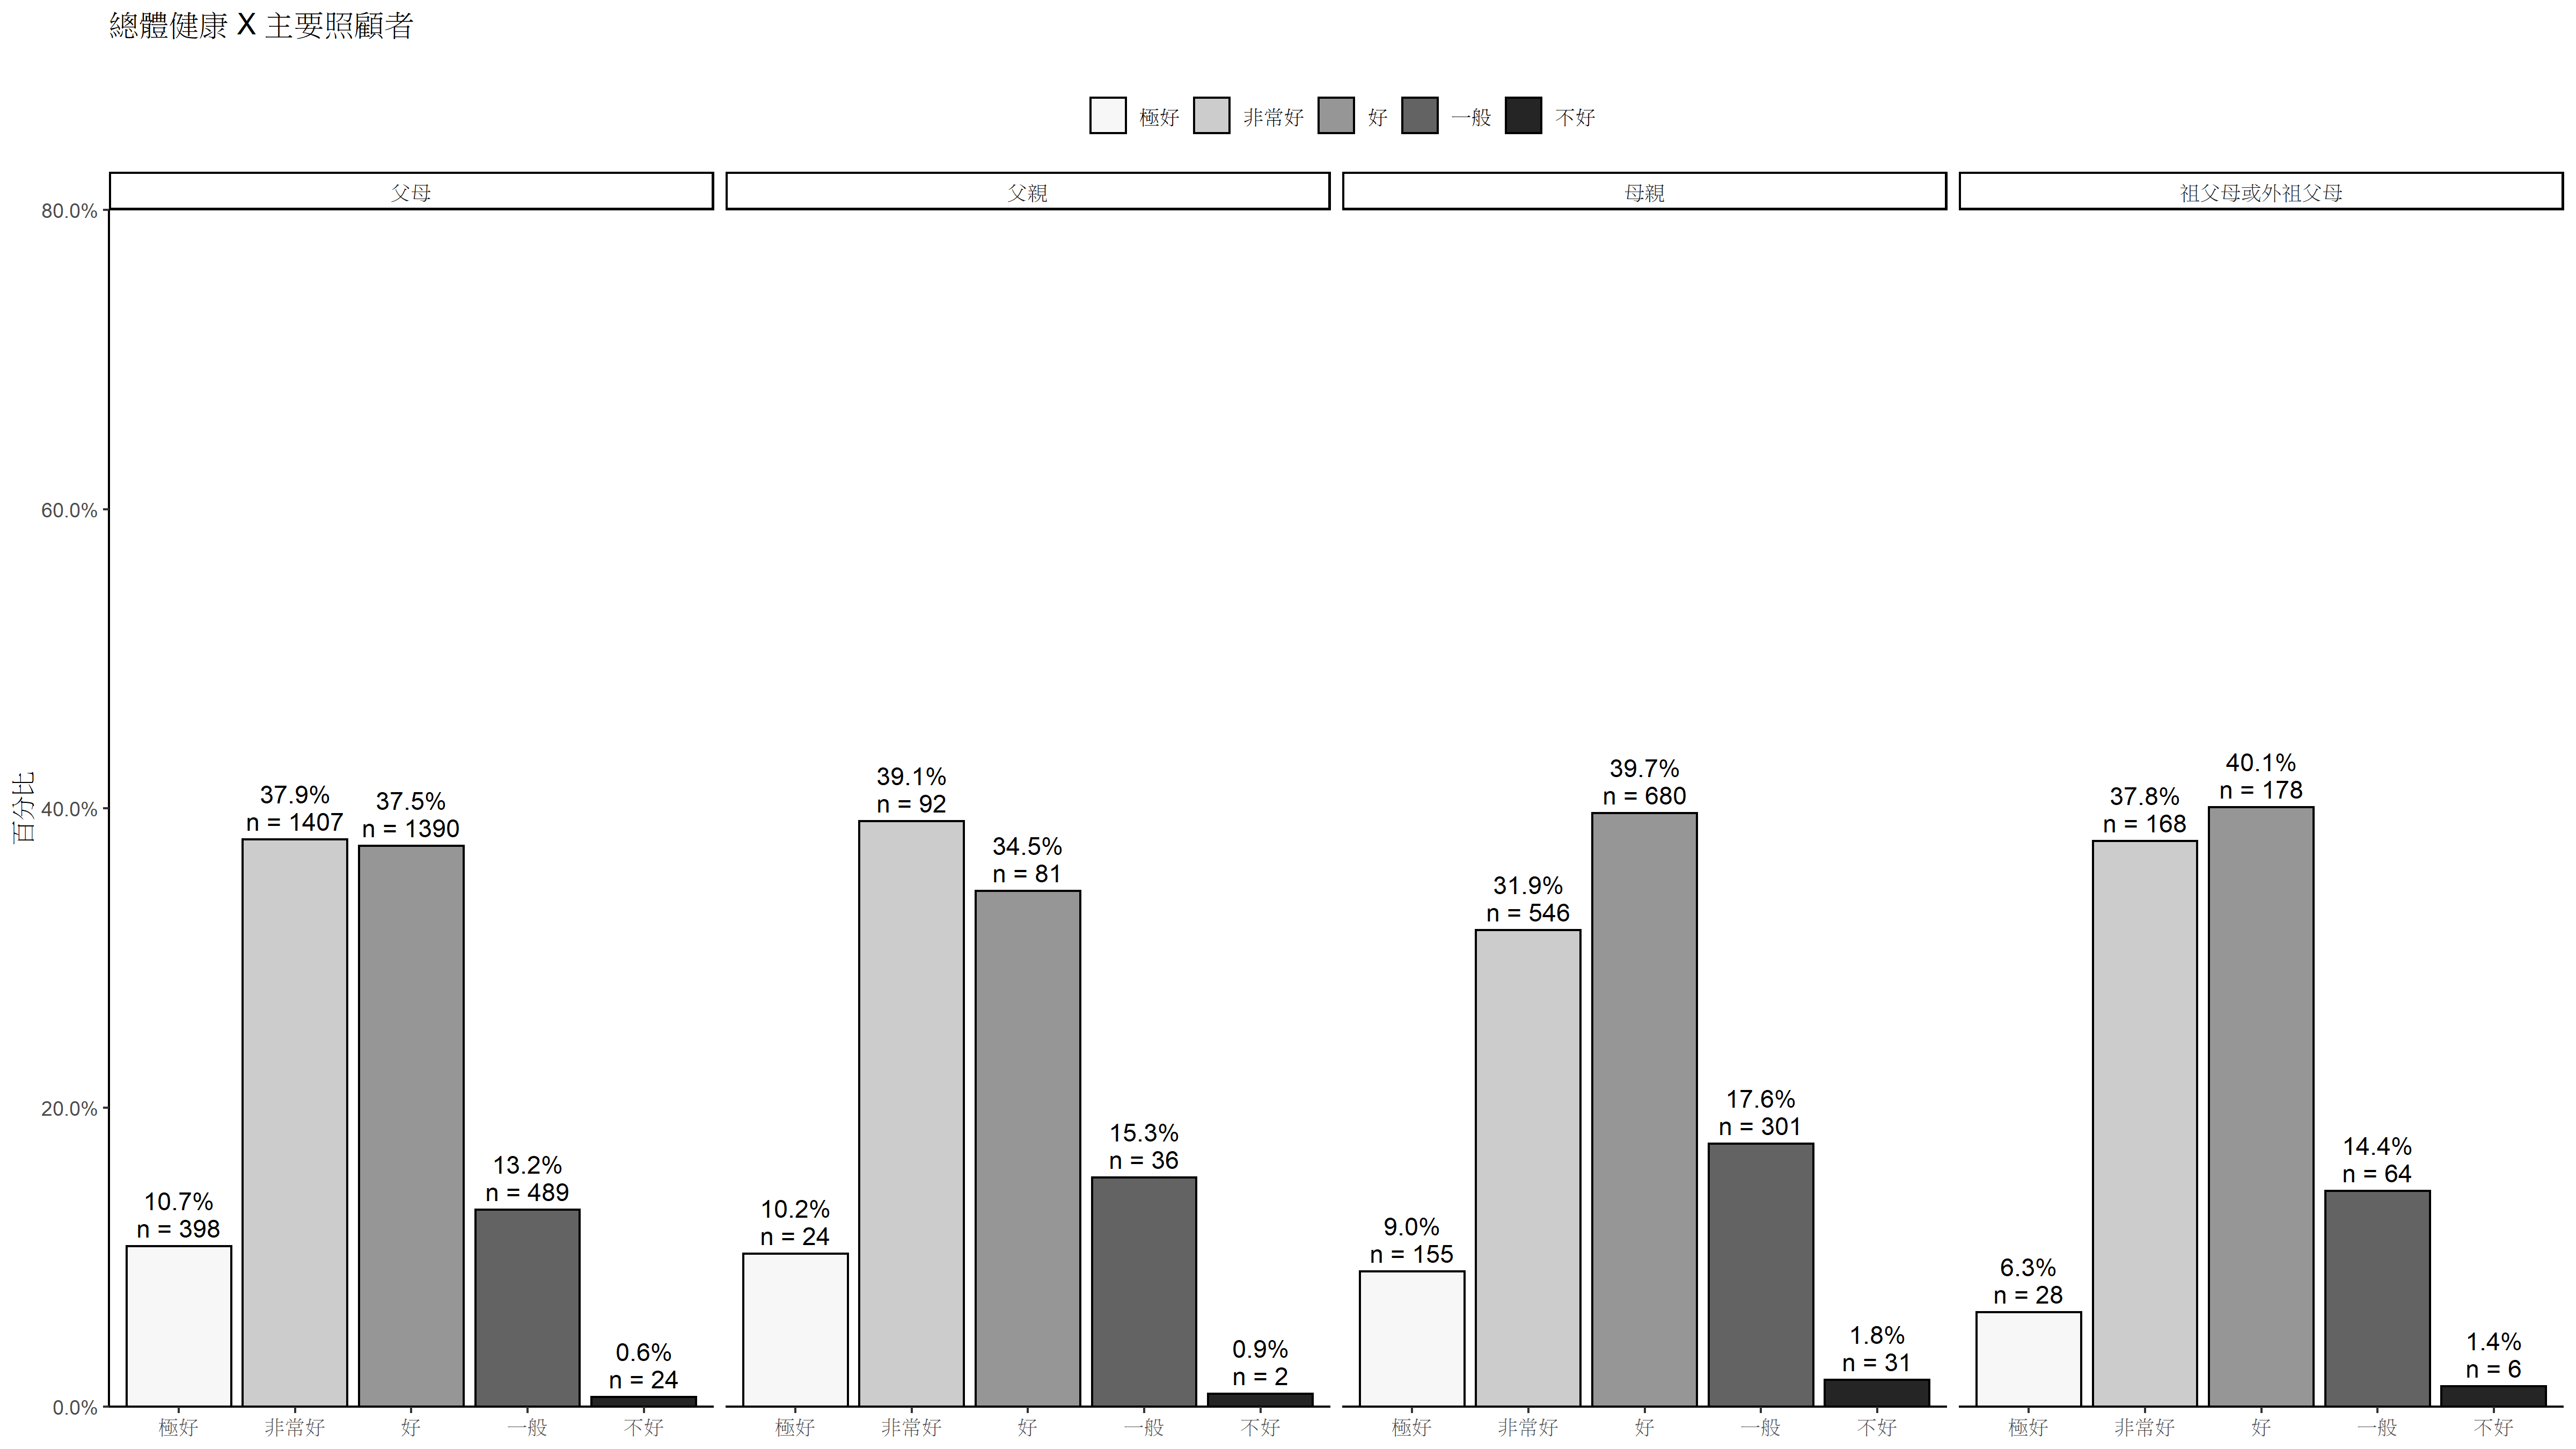 總體健康 X 主要照顧者
極好 非常好 好 一般 不好
父母 父親 母親 祖父母或外祖父母
百分比
80.0%
60.0%
40.0%
20.0%
0.0%
10.7%
n = 398
37.9%
n = 1407
37.5%
n = 1390
13.2%
n = 489
0.6%
n = 24
10.2%
n = 24
39.1%
n = 92
34.5%
n = 81
15.3%
n = 36
0.9%
n = 2
9.0%
n = 155
31.9%
n = 546
39.7%
n = 680
17.6%
n = 301
1.8%
n = 31
6.3%
n = 28
37.8%
n = 168
40.1%
n = 178
14.4%
n = 64
1.4%
n = 6
極好 非常好 好 一般 不好 極好 非常好 好 一般 不好 極好 非常好 好 一般 不好 極好 非常好 好 一般 不好